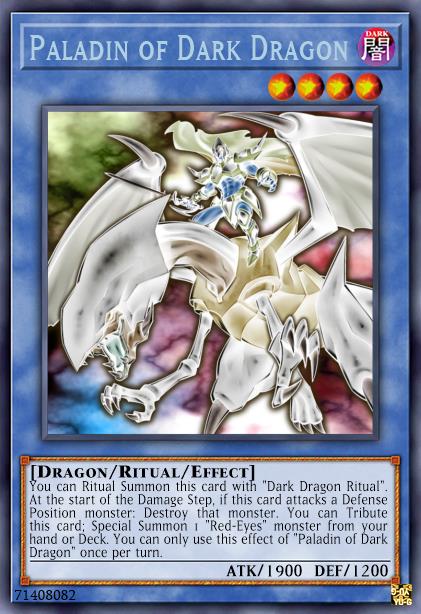 PALADIN OF DARK DRAGON
DARK
闇
[DRAGON/RITUAL/EFFECT]
You can Ritual Summon this card with "Dark Dragon Ritual".
At the start of the Damage Step, if this card attacks a Defense
Position monster: Destroy that monster. You can Tribute
this card; Special Summon 1 "Red-Eyes" monster from your
hand or Deck. You can only use this effect of "Paladin of Dark
Dragon" once per turn.
ATK/1900 DEF/1200
71408082